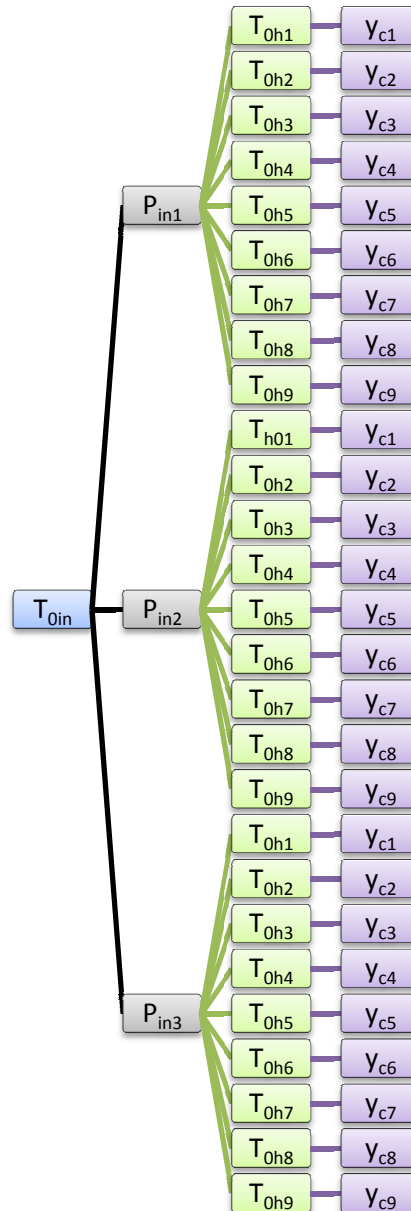 T0h1 yc1
T0h2 yc2
T0h3 yc3
T0h4 yc4
Pin1 T0h5 yc5
T0h6 yc6
T0h7 yc7
T0h8 yc8
T0h9 yc9
Th01 yc1
T0h2 yc2
T0h3 yc3
T0h4 yc4
T0in Pin2 T0h5 yc5
T0h6 yc6
T0h7 yc7
T0h8 yc8
T0h9 yc9
T0h1 yc1
T0h2 yc2
T0h3 yc3
T0h4 yc4
Pin3 T0h5 yc5
T0h6 yc6
T0h7 yc7
T0h8 yc8
T0h9 yc9